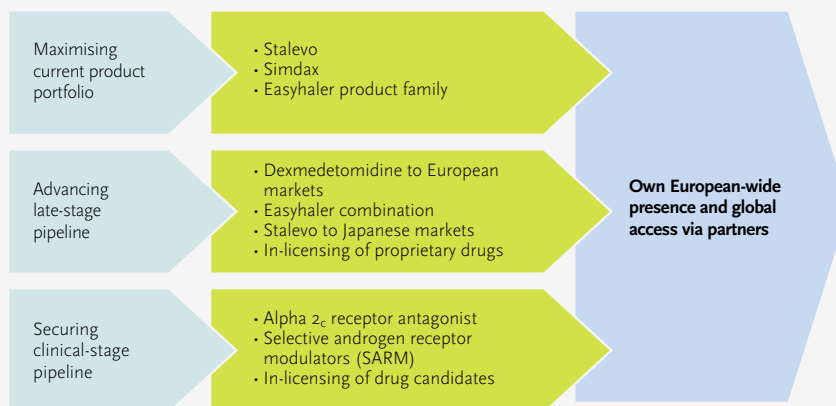 Maximising
current product
portfolio
• Stalevo
• Simdax
• Easyhaler product family
Advancing
late-stage
pipeline
• Dexmedetomidine to European
markets
• Easyhaler combination
• Stalevo to Japanese markets
• In-licensing of proprietary drugs
Securing
clinical-stage
pipeline
• Alpha 2c receptor antagonist
• Selective androgen receptor
modulators (SARM)
• In-licensing of drug candidates
Own European-wide
presence and global
access via partners